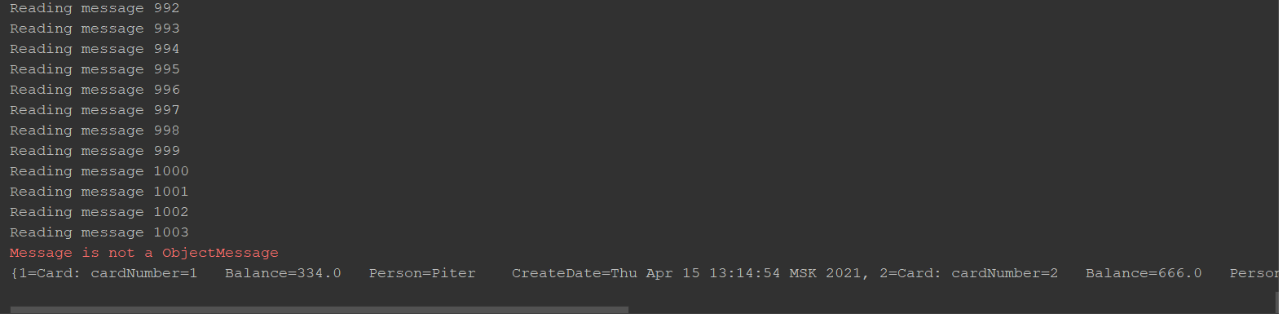 Reading message 992
Reading message 993
Reading message 994
Reading message 995
Reading message 996
Reading message 997
Reading message 998
Reading message 999
Reading message 1000
Reading message 1001
Reading message 1002
Reading message 1003
Message is not a ObjectMessage
{1=Card: cardNumber=1   Balance=334.0   Person=Piter    CreateDate=Thu Apr 15 13:14:54 MSK 2021, 2=Card: cardNumber=2   Balance=666.0   Person